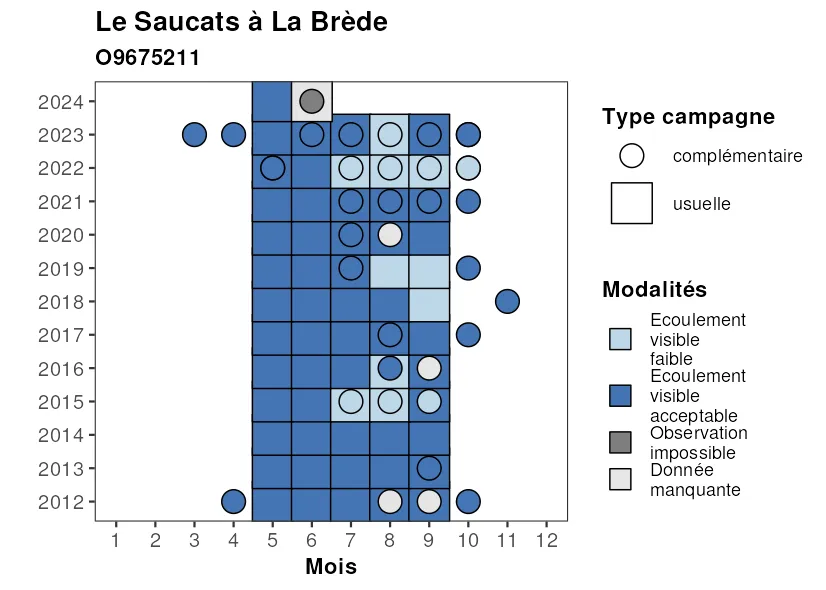 Le Saucats à La Brède
O9675211
2024
2023
2022
2021
2020
2019
2018
2017
2016
2015
2014
2013
2012
1 2 3 4 5 6 7 8 9 10 11 12
Mois
Type campagne
complémentaire
usuelle
Modalités
Ecoulement
visible
faible
Ecoulement
visible
acceptable
Observation
impossible
Donnée
manquante